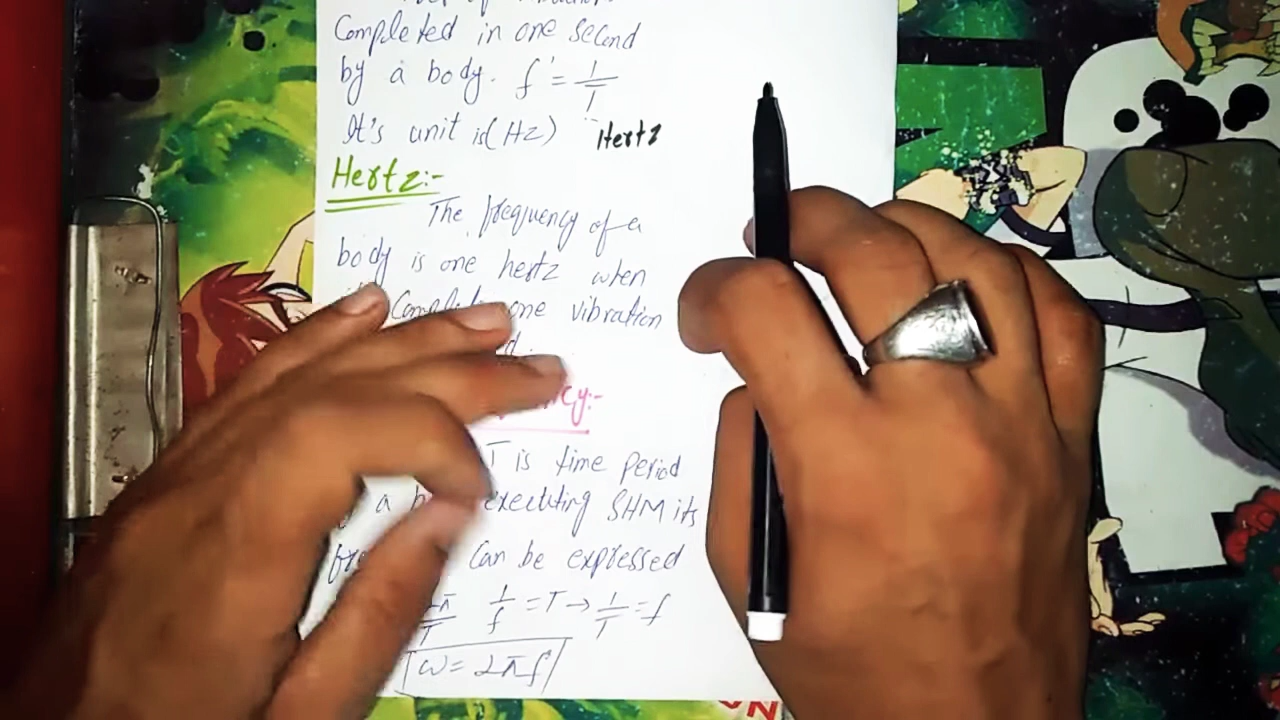 Completed in one second
by a body. f = 1/T
It's unit is (Hz) Hertz
Hertz:-
The frequency of a
body is one hertz when
one vibration
T is time period
a executing SHM its
can be expressed
2π/T 1/f = T → 1/T = f
ω = 2πf